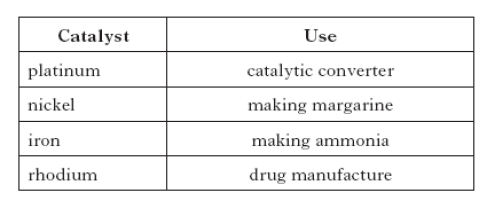 Catalyst Use
platinum catalytic converter
nickel making margarine
iron making ammonia
rhodium drug manufacture